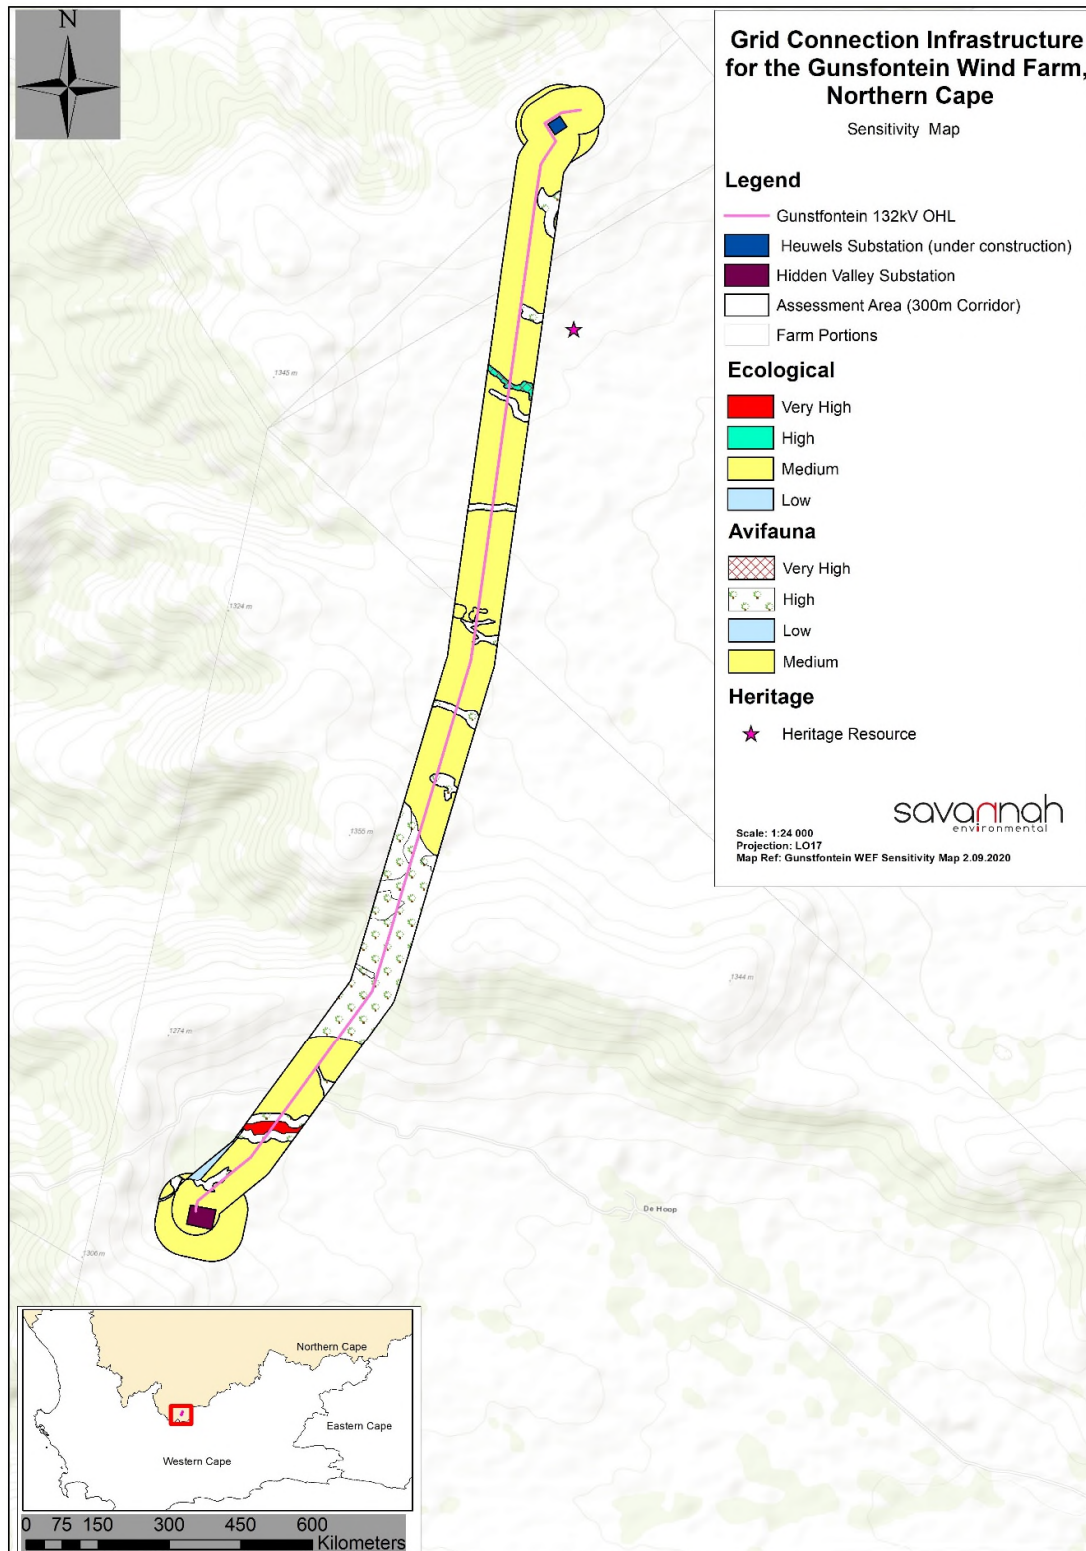 N
Grid Connection Infrastructure
for the Gunsfontein Wind Farm,
Northern Cape
Sensitivity Map
Legend
Gunstfontein 132kV OHL
Heuwels Substation (under construction)
Hidden Valley Substation
Assessment Area (300m Corridor)
Farm Portions
Ecological
Very High
High
Medium
Low
Avifauna
Very High
High
Low
Medium
Heritage
Heritage Resource
savannah
environmental
Scale: 1:24 000
Projection: LO17
Map Ref: Gunstfontein WEF Sensitivity Map 2.09.2020
1345 m
1324 m
1355 m
1344 m
1274 m
De Hoop
1306 m
Northern Cape
Eastern Cape
Western Cape
0 75 150 300 450 600
Kilometers